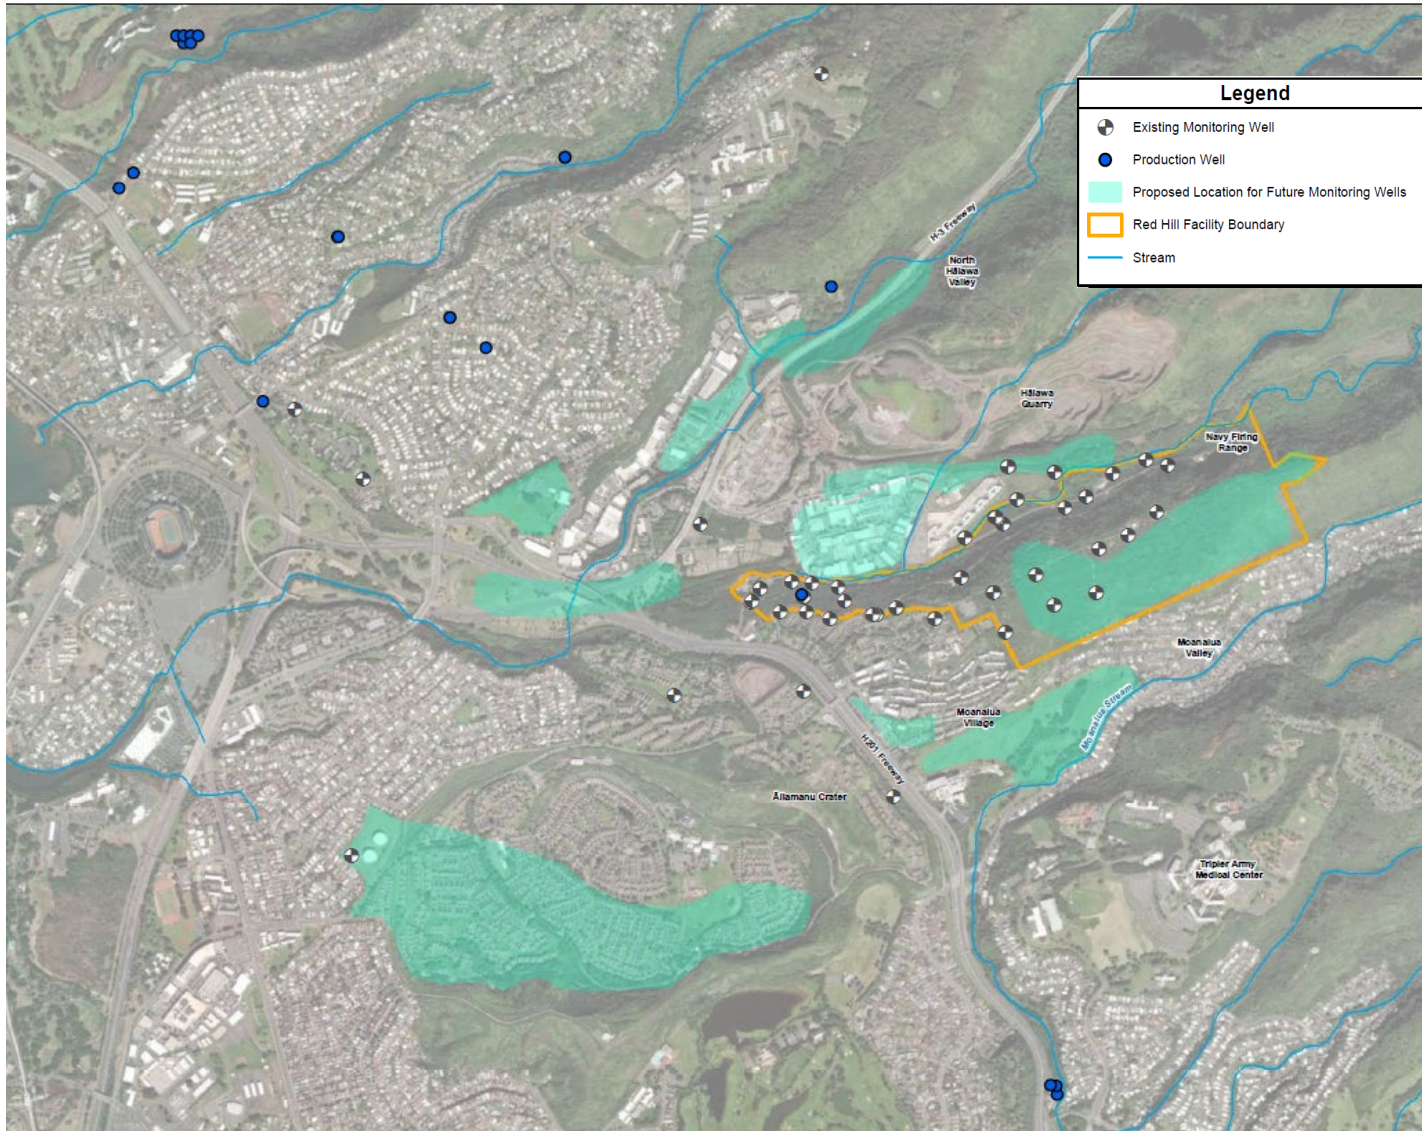 Legend
Existing Monitoring Well
Production Well
Proposed Location for Future Monitoring Wells
Red Hill Facility Boundary
Stream
H-3 Freeway
North
Hālawa
Valley
Hālawa
Quarry
Navy Firing
Range
Moanalua
Valley
Moanalua
Village
Moanalua Stream
H201 Freeway
Āliamanu Crater
Tripler Army
Medical Center